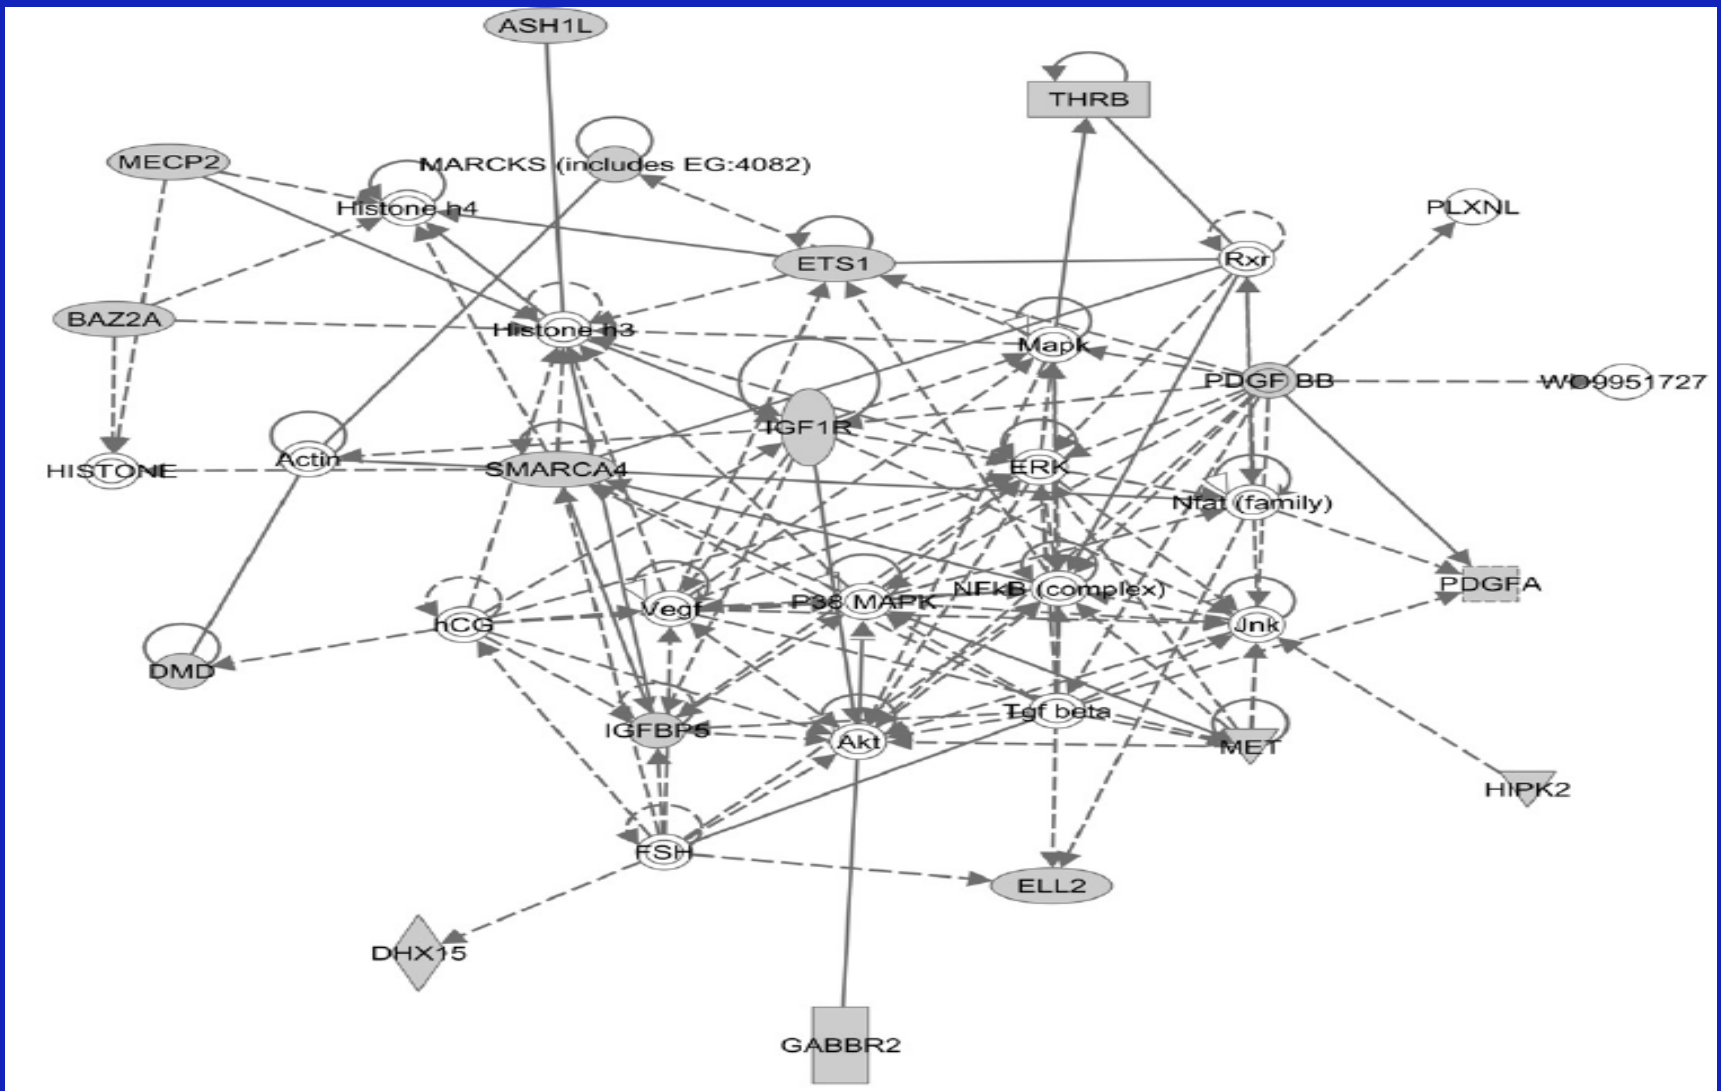 ASH1L
THRB
MECP2
MARCKS (includes EG:4082)
Histone h4
PLXNL
ETS1
Rxr
BAZ2A
Histone h3
Mapk
PDGF BB
WO9951727
IGF1R
HISTONE
Actin
SMARCA4
ERK
Nfat (family)
hCG
Vegf
P38 MAPK
NFkB (complex)
PDGFA
Jnk
DMD
IGFBP5
Akt
Tgf beta
MET
HIPK2
FSH
ELL2
DHX15
GABBR2